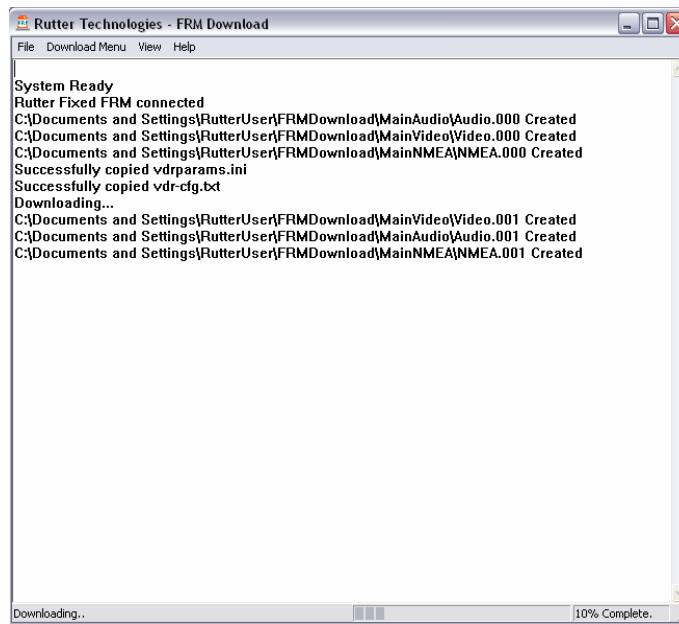 Rutter Technologies - FRM Download
File Download Menu View Help
System Ready
Rutter Fixed FRM connected
C:\Documents and Settings\RutterUser\FRMDownload\MainAudio\Audio.000 Created
C:\Documents and Settings\RutterUser\FRMDownload\MainVideo\Video.000 Created
C:\Documents and Settings\RutterUser\FRMDownload\MainNMEA\NMEA.000 Created
Successfully copied vdrparams.ini
Successfully copied vdr-cfg.txt
Downloading...
C:\Documents and Settings\RutterUser\FRMDownload\MainVideo\Video.001 Created
C:\Documents and Settings\RutterUser\FRMDownload\MainAudio\Audio.001 Created
C:\Documents and Settings\RutterUser\FRMDownload\MainNMEA\NMEA.001 Created
Downloading.. 10% Complete.